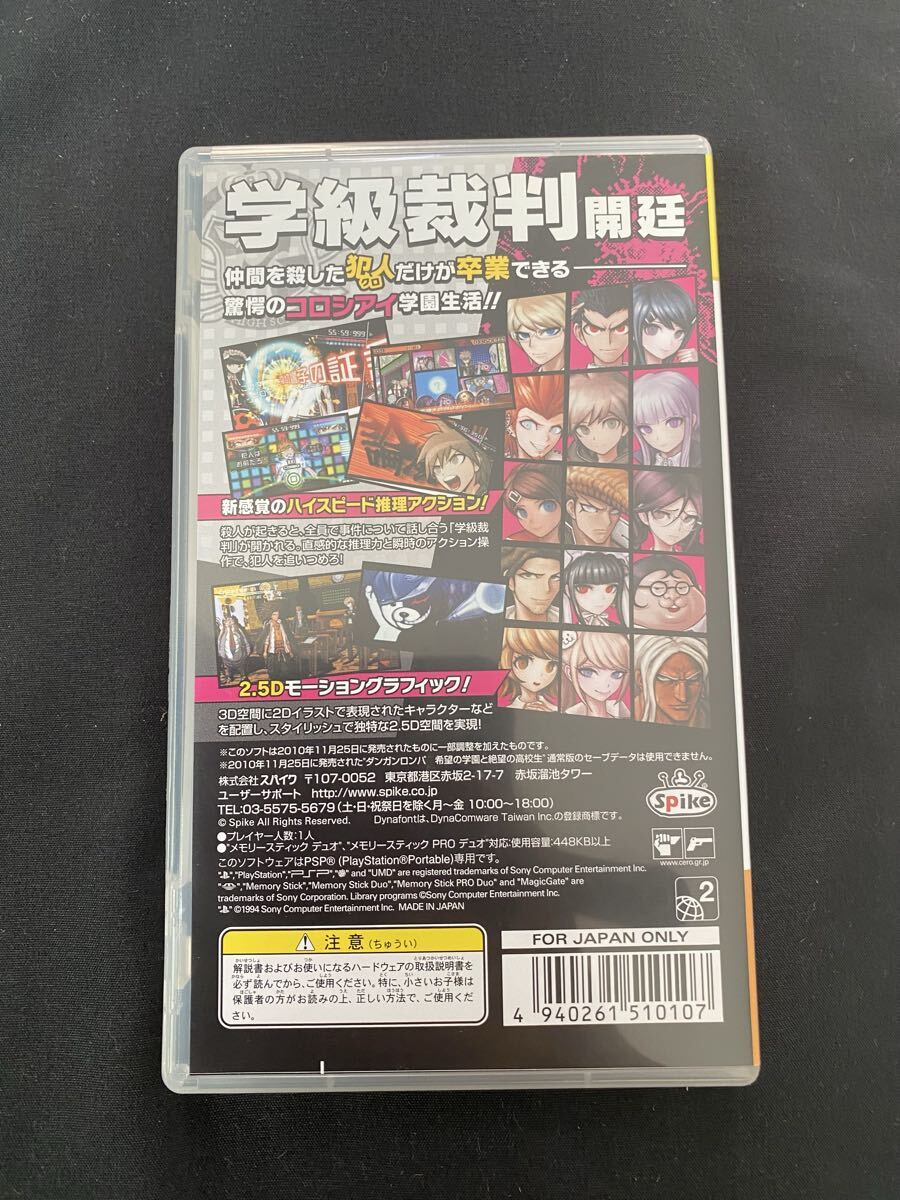 学級裁判開廷
仲間を殺した犯人だけが卒業できる
クロ
驚愕のコロシアイ学園生活!!
55:59:999
の証
55:59:999
犯人は
お前だろ
新感覚のハイスピード推理アクション!
殺人が起きると、全員で事件について話し合う「学級裁
判」が開かれる。直感的な推理力と瞬時のアクション操
作で、犯人を追いつめろ!
2.5Dモーショングラフィック!
3D空間に2Dイラストで表現されたキャラクターなど
を配置し、スタイリッシュで独特な2.5D空間を実現!
※このソフトは2010年11月25日に発売されたものに一部調整を加えたものです。
※2010年11月25日に発売された"ダンガンロンパ 希望の学園と絶望の高校生"通常版のセーブデータは使用できません。
株式会社 スパイク 〒107-0052 東京都港区赤坂2-17-7 赤坂溜池タワー
ユーザーサポート http://www.spike.co.jp
TEL:03-5575-5679(土・日・祝祭日を除く月~金 10:00~18:00)
© Spike All Rights Reserved. Dynafontは、DynaComware Taiwan Inc.の登録商標です。
Spike
●プレイヤー人数:1人
●"メモリースティック デュオ"、"メモリースティック PRO デュオ"対応:使用容量:448KB以上
このソフトウェアはPSP® (PlayStation®Portable)専用です。
www.cero.gr.jp
" ","PlayStation","PSP"," " and "UMD" are registered trademarks of Sony Computer Entertainment Inc.
" ","Memory Stick","Memory Stick Duo","Memory Stick PRO Duo" and "MagicGate" are
trademarks of Sony Corporation. Library programs ©Sony Computer Entertainment Inc.
" " ©1994 Sony Computer Entertainment Inc. MADE IN JAPAN
2
注意(ちゅうい)
解説書およびお使いになるハードウェアの取扱説明書を
必ず読んでから、ご使用ください。特に、小さいお子様は
保護者の方がお読みの上、正しい方法で、ご使用くだ
さい。
FOR JAPAN ONLY
4 940261 510107